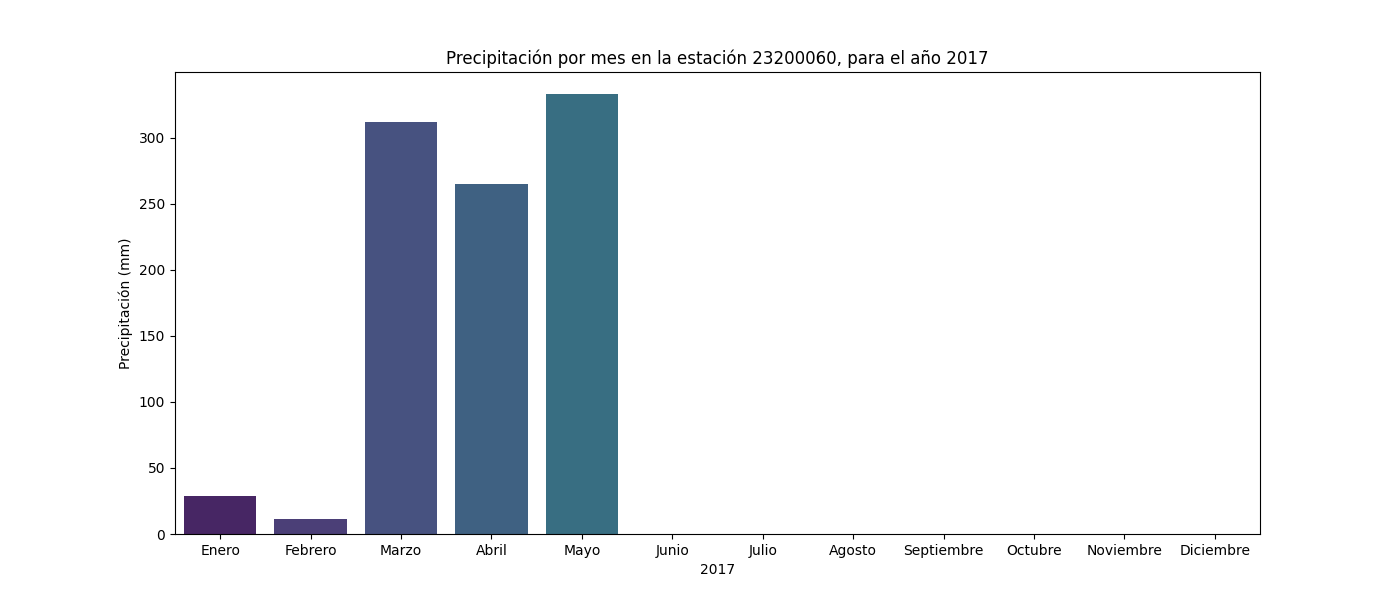 Precipitación por mes en la estación 23200060, para el año 2017
Precipitación (mm)
300
250
200
150
100
50
0
Enero Febrero Marzo Abril Mayo Junio Julio Agosto Septiembre Octubre Noviembre Diciembre
2017